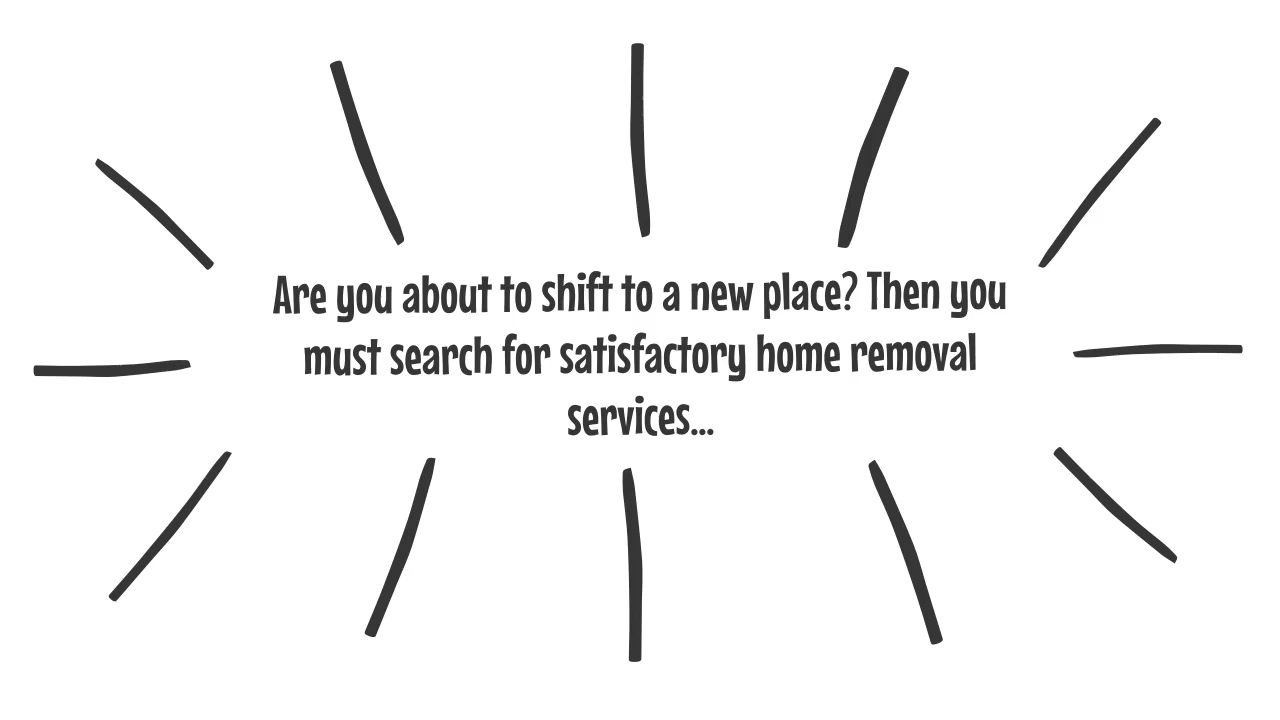 Are you about to shift to a new place? Then you
must search for satisfactory home removal
services...